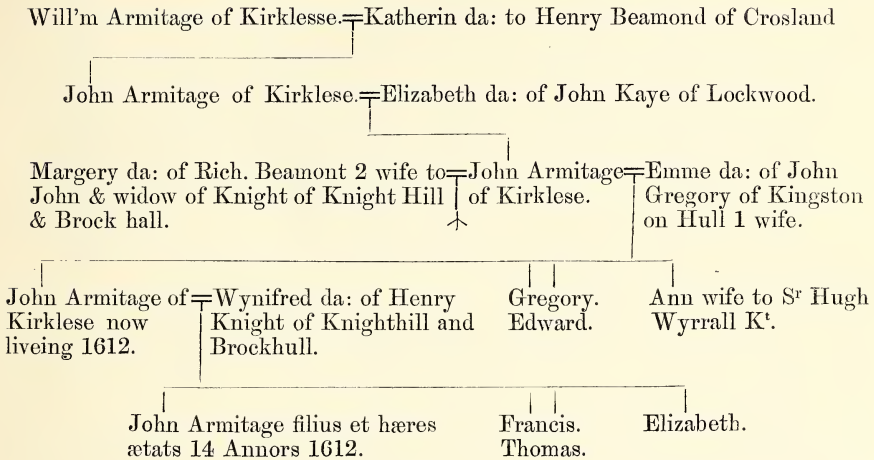 Will'm Armitage of Kirklesse.=Katherin da: to Henry Beamond of Crosland
John Armitage of Kirklese.=Elizabeth da: of John Kaye of Lockwood.
Margery da: of Rich. Beamont 2 wife to=John Armitage=Emme da: of John
John & widow of Knight of Knight Hill of Kirklese. Gregory of Kingston
& Brock hall. on Hull 1 wife.
John Armitage of=Wynifred da: of Henry Gregory. Ann wife to Sʳ Hugh
Kirklese now Knight of Knighthill and Edward. Wyrrall Kᵗ.
liveing 1612. Brockhull.
John Armitage filius et hæres Francis. Elizabeth.
ætats 14 Annors 1612. Thomas.